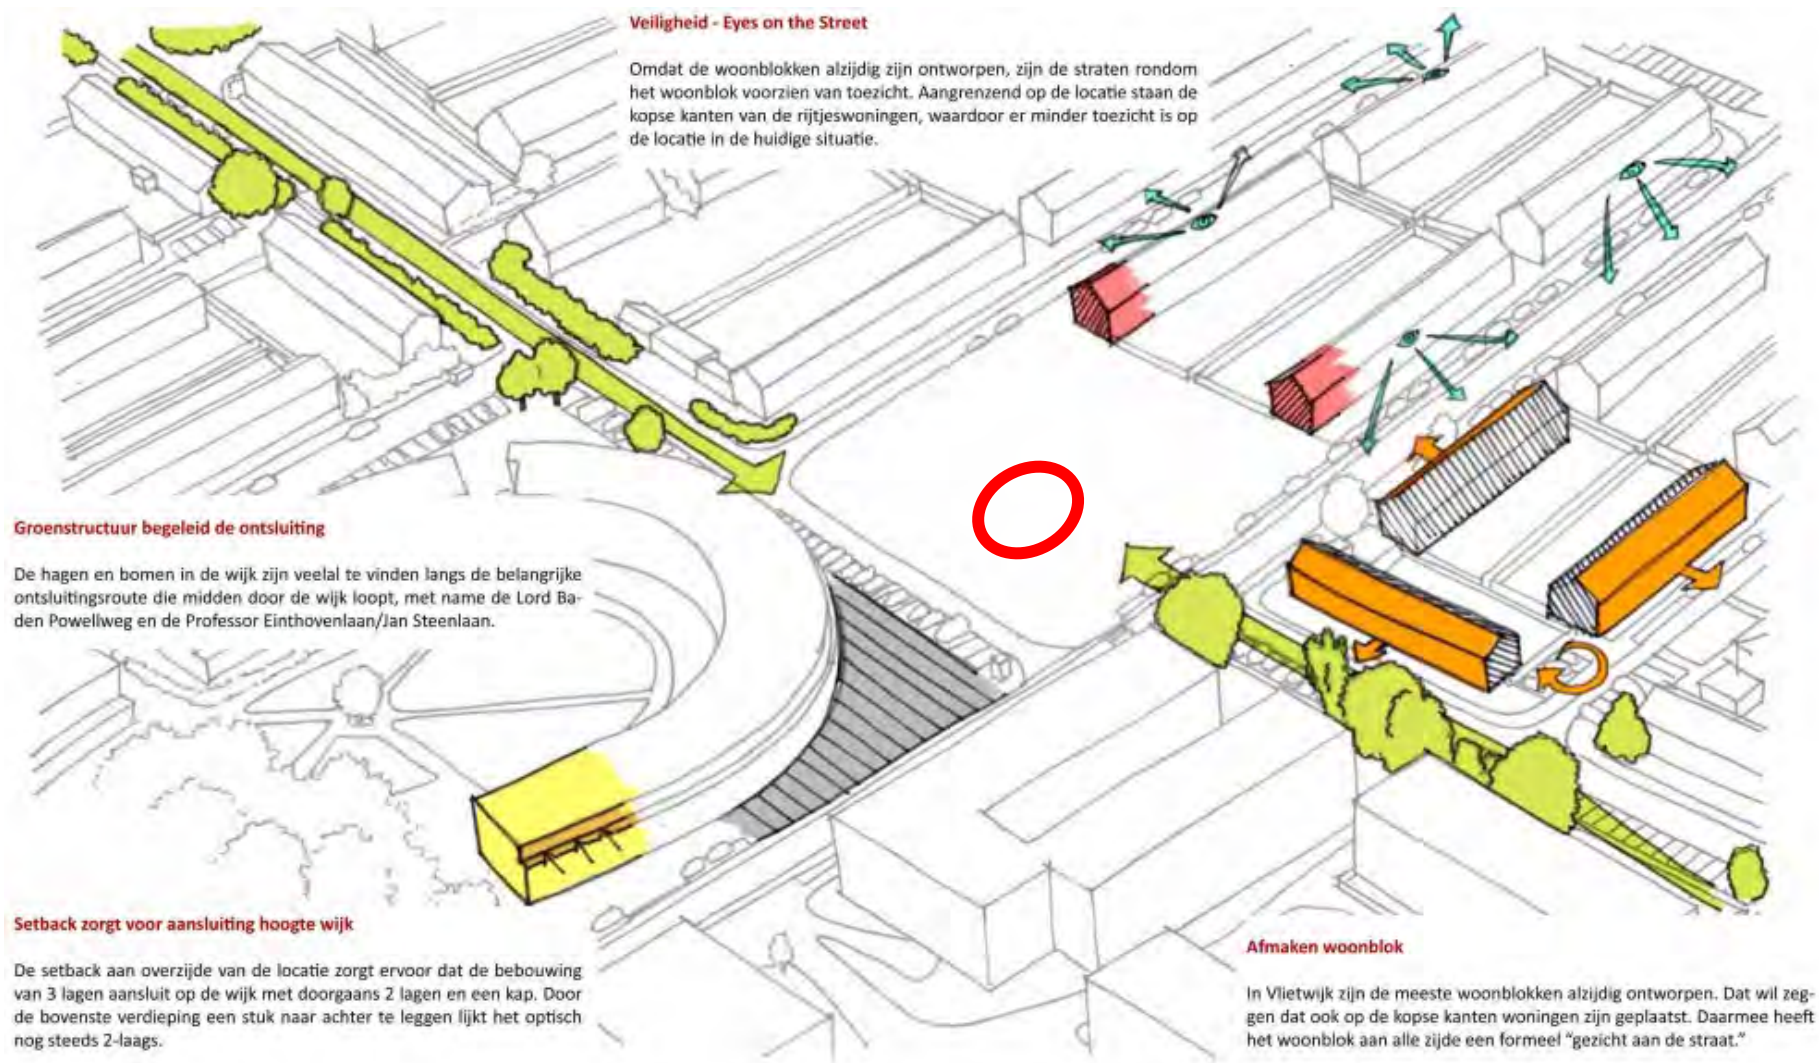 Veiligheid - Eyes on the Street
Omdat de woonblokken alzijdig zijn ontworpen, zijn de straten rondom
het woonblok voorzien van toezicht. Aangrenzend op de locatie staan de
kopse kanten van de rijtjeswoningen, waardoor er minder toezicht is op
de locatie in de huidige situatie.
Groenstructuur begeleid de ontsluiting
De hagen en bomen in de wijk zijn veelal te vinden langs de belangrijke
ontsluitingsroute die midden door de wijk loopt, met name de Lord Ba-
den Powellweg en de Professor Einthovenlaan/Jan Steenlaan.
Setback zorgt voor aansluiting hoogte wijk
De setback aan overzijde van de locatie zorgt ervoor dat de bebouwing
van 3 lagen aansluit op de wijk met doorgaans 2 lagen en een kap. Door
de bovenste verdieping een stuk naar achter te leggen lijkt het optisch
nog steeds 2-laags.
Afmaken woonblok
In Vlietwijk zijn de meeste woonblokken alzijdig ontworpen. Dat wil zeg-
gen dat ook op de kopse kanten woningen zijn geplaatst. Daarmee heeft
het woonblok aan alle zijde een formeel “gezicht aan de straat.”